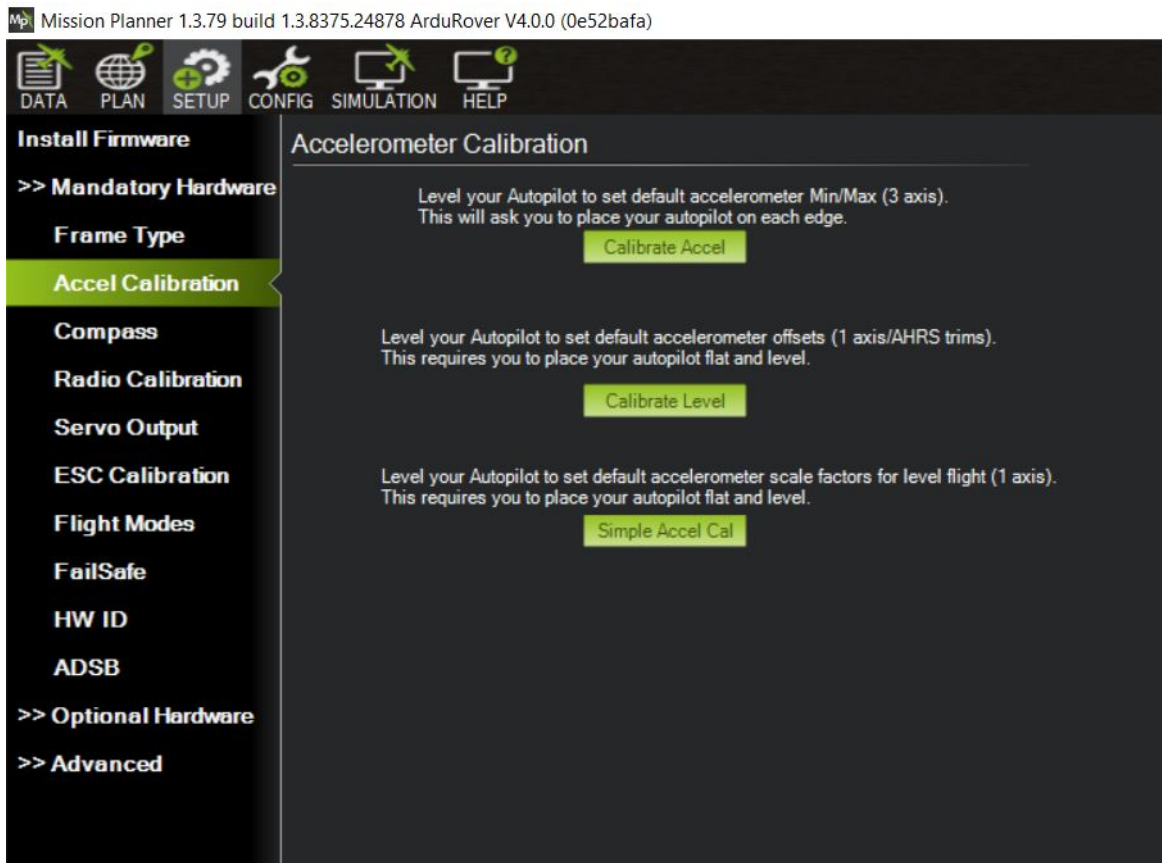 Mission Planner 1.3.79 build 1.3.8375.24878 ArduRover V4.0.0 (0e52bafa)
DATA PLAN SETUP CONFIG SIMULATION HELP
Install Firmware
>> Mandatory Hardware
Frame Type
Accel Calibration
Compass
Radio Calibration
Servo Output
ESC Calibration
Flight Modes
FailSafe
HW ID
ADSB
>> Optional Hardware
>> Advanced
Accelerometer Calibration
Level your Autopilot to set default accelerometer Min/Max (3 axis).
This will ask you to place your autopilot on each edge.
Calibrate Accel
Level your Autopilot to set default accelerometer offsets (1 axis/AHRS trims).
This requires you to place your autopilot flat and level.
Calibrate Level
Level your Autopilot to set default accelerometer scale factors for level flight (1 axis).
This requires you to place your autopilot flat and level.
Simple Accel Cal